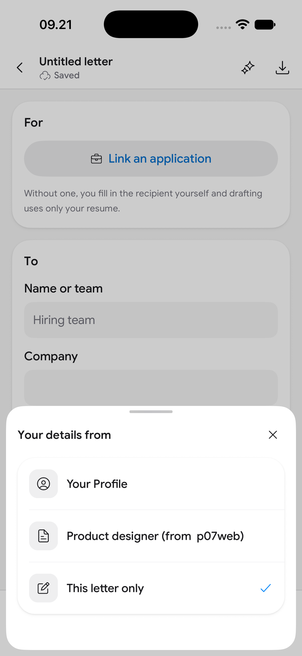 09.21
Untitled letter
Saved
For
Link an application
Without one, you fill in the recipient yourself and drafting
uses only your resume.
To
Name or team
Hiring team
Company
Your details from
Your Profile
Product designer (from  p07web)
This letter only